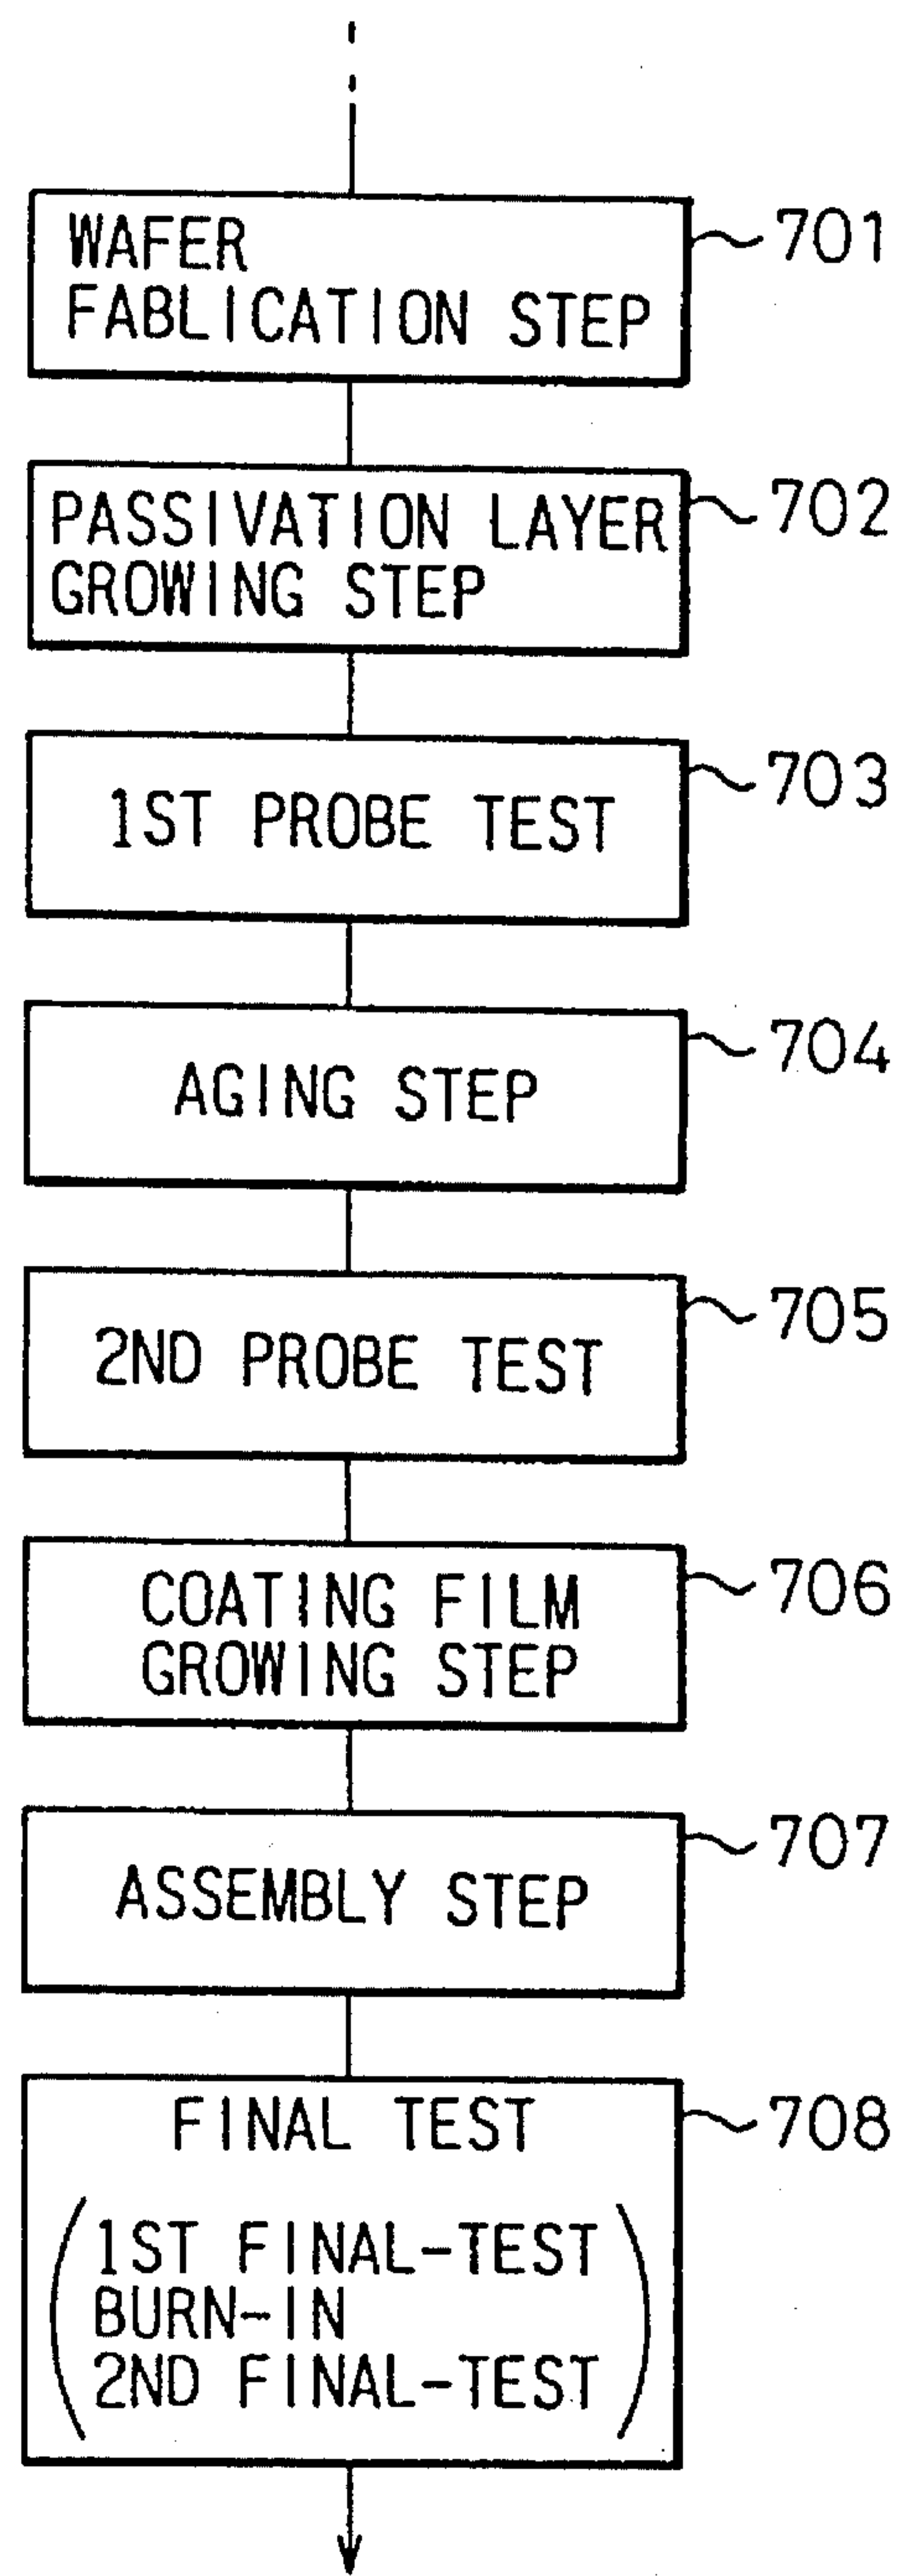 WAFER
FABLICATION STEP
701
PASSIVATION LAYER
GROWING STEP
702
1ST PROBE TEST
703
AGING STEP
704
2ND PROBE TEST
705
COATING FILM
GROWING STEP
706
ASSEMBLY STEP
707
FINAL TEST
708
(1ST FINAL-TEST
BURN-IN
2ND FINAL-TEST)